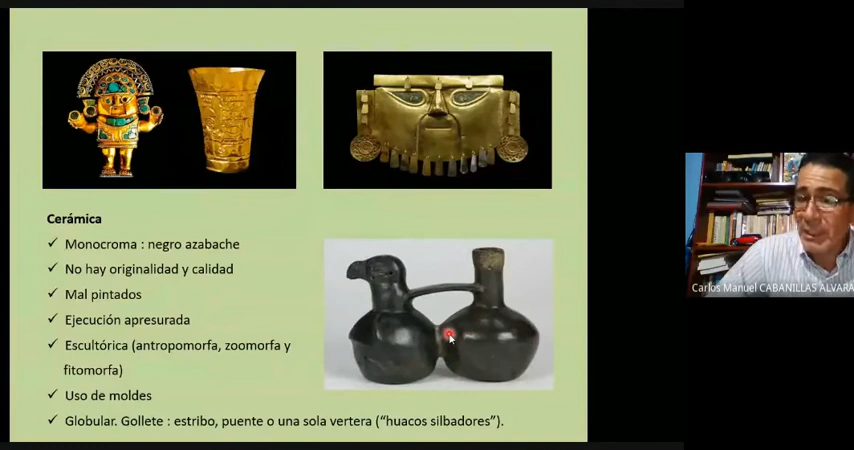 Cerámica
✓ Monocroma : negro azabache
✓ No hay originalidad y calidad
✓ Mal pintados
✓ Ejecución apresurada
✓ Escultórica (antropomorfa, zoomorfa y
fitomorfa)
✓ Uso de moldes
✓ Globular. Gollete : estribo, puente o una sola vertera (“huacos silbadores”).
Carlos Manuel CABANILLAS ALVARA